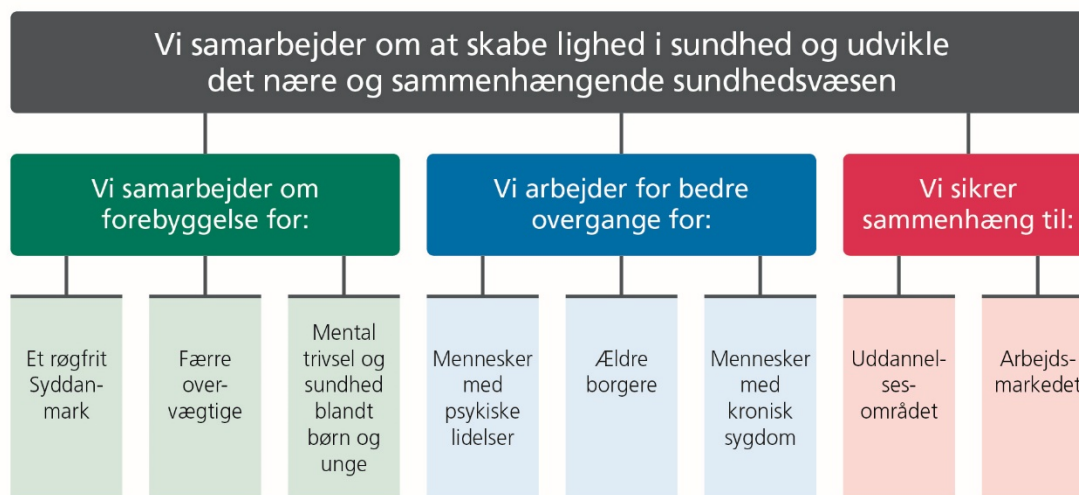 Vi samarbejder om at skabe lighed i sundhed og udvikle
det nære og sammenhængende sundhedsvæsen
Vi samarbejder om
forebyggelse for:
Vi arbejder for bedre
overgange for:
Vi sikrer
sammenhæng til:
Et røgfrit
Syddan-
mark
Færre
over-
vægtige
Mental
trivsel og
sundhed
blandt
børn og
unge
Mennesker
med
psykiske
lidelser
Ældre
borgere
Mennesker
med
kronisk
sygdom
Uddannel-
ses-
området
Arbejds-
markedet